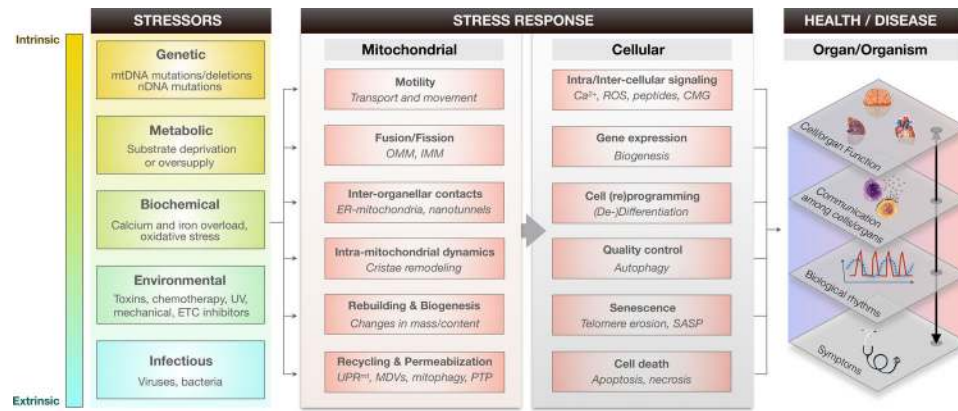 STRESSORS
STRESS RESPONSE
HEALTH / DISEASE
Intrinsic
Extrinsic
Genetic
mtDNA mutations/deletions
nDNA mutations
Metabolic
Substrate deprivation
or oversupply
Biochemical
Calcium and iron overload,
oxidative stress
Environmental
Toxins, chemotherapy, UV,
mechanical, ETC inhibitors
Infectious
Viruses, bacteria
Mitochondrial
Motility
Transport and movement
Fusion/Fission
OMM, IMM
Inter-organellar contacts
ER-mitochondria, nanotunnels
Intra-mitochondrial dynamics
Cristae remodeling
Rebuilding & Biogenesis
Changes in mass/content
Recycling & Permeabiization
UPRmt, MDVs, mitophagy, PTP
Cellular
Intra/Inter-cellular signaling
Ca2+, ROS, peptides, CMG
Gene expression
Biogenesis
Cell (re)programming
(De-)Differentiation
Quality control
Autophagy
Senescence
Telomere erosion, SASP
Cell death
Apoptosis, necrosis
Organ/Organism
Cell/organ Function
Communication
among cells/organs
Biological rhythms
Symptoms